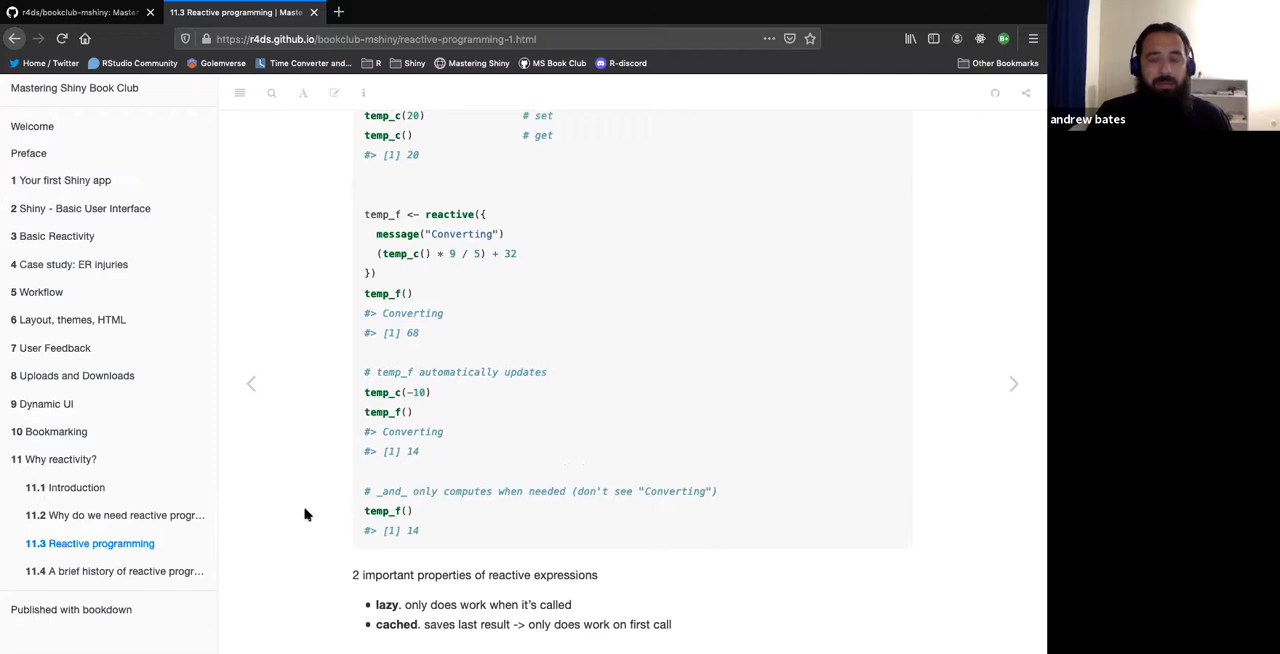 r4ds/bookclub-mshiny: Master
11.3 Reactive programming | Maste
https://r4ds.github.io/bookclub-mshiny/reactive-programming-1.html
Home / Twitter
RStudio Community
Golemverse
Time Converter and...
R
Shiny
Mastering Shiny
MS Book Club
R-discord
Other Bookmarks
Mastering Shiny Book Club
Welcome
Preface
1 Your first Shiny app
2 Shiny - Basic User Interface
3 Basic Reactivity
4 Case study: ER injuries
5 Workflow
6 Layout, themes, HTML
7 User Feedback
8 Uploads and Downloads
9 Dynamic UI
10 Bookmarking
11 Why reactivity?
11.1 Introduction
11.2 Why do we need reactive progr...
11.3 Reactive programming
11.4 A brief history of reactive progr...
Published with bookdown
temp_c(20) # set
temp_c() # get
#> [1] 20
temp_f <- reactive({
message("Converting")
(temp_c() * 9 / 5) + 32
})
temp_f()
#> Converting
#> [1] 68
# temp_f automatically updates
temp_c(-10)
temp_f()
#> Converting
#> [1] 14
# _and_ only computes when needed (don't see "Converting")
temp_f()
#> [1] 14
2 important properties of reactive expressions
• lazy. only does work when it's called
• cached. saves last result -> only does work on first call
andrew bates